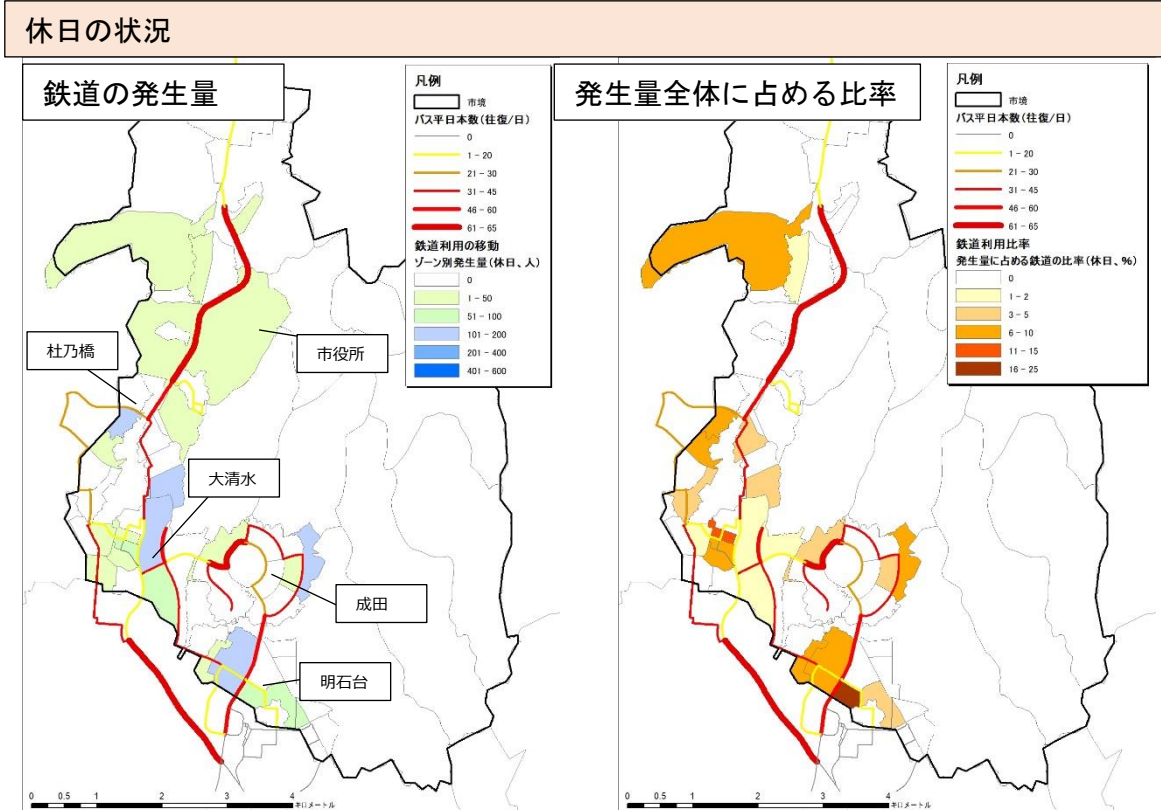 休日の状況
鉄道の発生量
凡例
市境
バス平日本数(往復/日)
0
1 - 20
21 - 30
31 - 45
46 - 60
61 - 65
鉄道利用の移動
ゾーン別発生量(休日、人)
0
1 - 50
51 - 100
101 - 200
201 - 400
401 - 600
杜乃橋
市役所
大清水
成田
明石台
0 0.5 1 2 3 4
キロメートル
発生量全体に占める比率
凡例
市境
バス平日本数(往復/日)
0
1 - 20
21 - 30
31 - 45
46 - 60
61 - 65
鉄道利用比率
発生量に占める鉄道の比率(休日、%)
0
1 - 2
3 - 5
6 - 10
11 - 15
16 - 25
0 0.5 1 2 3 4
キロメートル